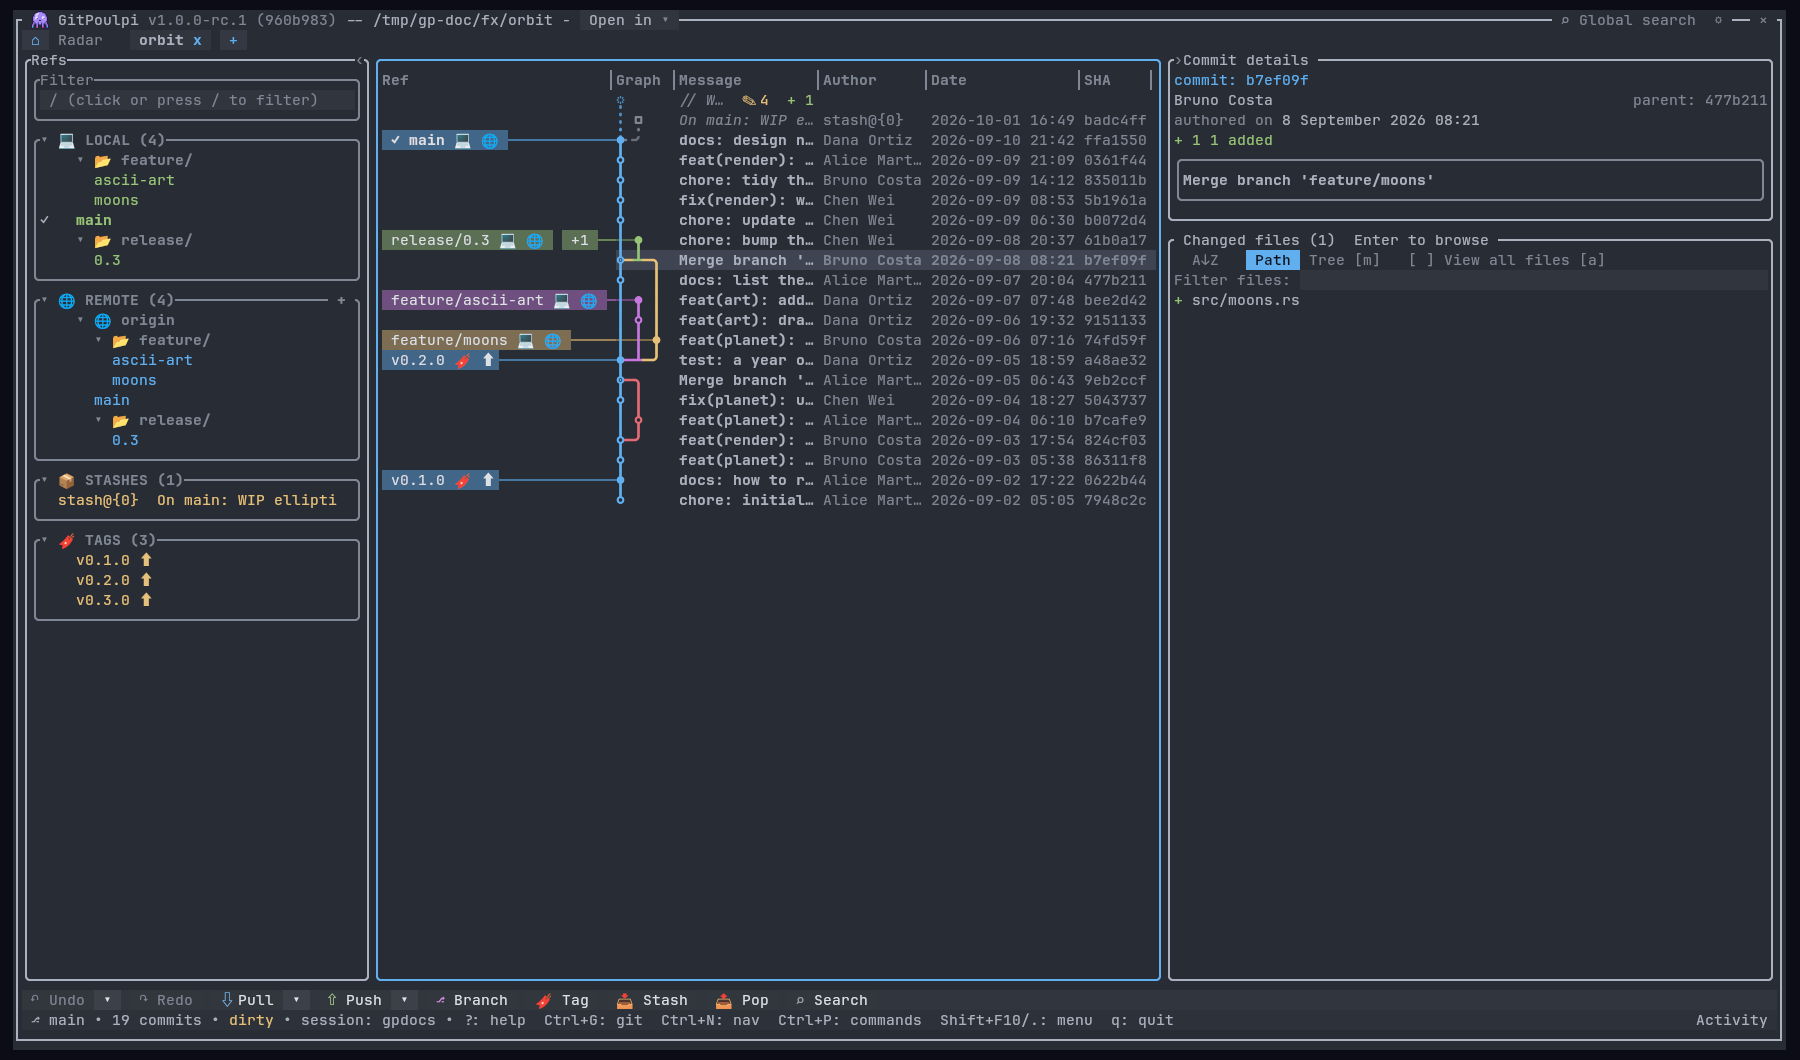 GitPoulpi v1.0.0-rc.1 (960b983) —— /tmp/gp-doc/fx/orbit - Open in ▾ ⌕ Global search ☼ — ×
⌂ Radar orbit x +
Refs ‹
Filter
/ (click or press / to filter)
▾ 💻 LOCAL (4)
▾ 📂 feature/
ascii-art
moons
✓ main
▾ 📂 release/
0.3
▾ 🌐 REMOTE (4) +
▾ 🌐 origin
▾ 📂 feature/
ascii-art
moons
main
▾ 📂 release/
0.3
▾ 📦 STASHES (1)
stash@{0} On main: WIP ellipti
▾ 🔖 TAGS (3)
v0.1.0 ⬆
v0.2.0 ⬆
v0.3.0 ⬆
Ref Graph Message Author Date SHA
// W… ✎ 4 + 1
On main: WIP e… stash@{0} 2026-10-01 16:49 badc4ff
✓ main 💻 🌐 docs: design n… Dana Ortiz 2026-09-10 21:42 ffa1550
feat(render): … Alice Mart… 2026-09-09 21:09 0361f44
chore: tidy th… Bruno Costa 2026-09-09 14:12 835011b
fix(render): w… Chen Wei 2026-09-09 08:53 5b1961a
chore: update … Chen Wei 2026-09-09 06:30 b0072d4
release/0.3 💻 🌐 +1 chore: bump th… Chen Wei 2026-09-08 20:37 61b0a17
Merge branch '… Bruno Costa 2026-09-08 08:21 b7ef09f
docs: list the… Alice Mart… 2026-09-07 20:04 477b211
feature/ascii-art 💻 🌐 feat(art): add… Dana Ortiz 2026-09-07 07:48 bee2d42
feat(art): dra… Dana Ortiz 2026-09-06 19:32 9151133
feature/moons 💻 🌐 feat(planet): … Bruno Costa 2026-09-06 07:16 74fd59f
v0.2.0 🔖 ⬆ test: a year o… Dana Ortiz 2026-09-05 18:59 a48ae32
Merge branch '… Alice Mart… 2026-09-05 06:43 9eb2ccf
fix(planet): u… Chen Wei 2026-09-04 18:27 5043737
feat(planet): … Alice Mart… 2026-09-04 06:10 b7cafe9
feat(render): … Bruno Costa 2026-09-03 17:54 824cf03
feat(planet): … Bruno Costa 2026-09-03 05:38 86311f8
v0.1.0 🔖 ⬆ docs: how to r… Alice Mart… 2026-09-02 17:22 0622b44
chore: initial… Alice Mart… 2026-09-02 05:05 7948c2c
›Commit details
commit: b7ef09f
Bruno Costa parent: 477b211
authored on 8 September 2026 08:21
+ 1 1 added
Merge branch 'feature/moons'
Changed files (1) Enter to browse
A↓Z Path Tree [m] [ ] View all files [a]
Filter files:
+ src/moons.rs
↶ Undo ▾ ↷ Redo ⇩ Pull ▾ ⇧ Push ▾ ⎇ Branch 🔖 Tag 📥 Stash 📤 Pop ⌕ Search
⎇ main • 19 commits • dirty • session: gpdocs • ?: help Ctrl+G: git Ctrl+N: nav Ctrl+P: commands Shift+F10/.: menu q: quit Activity